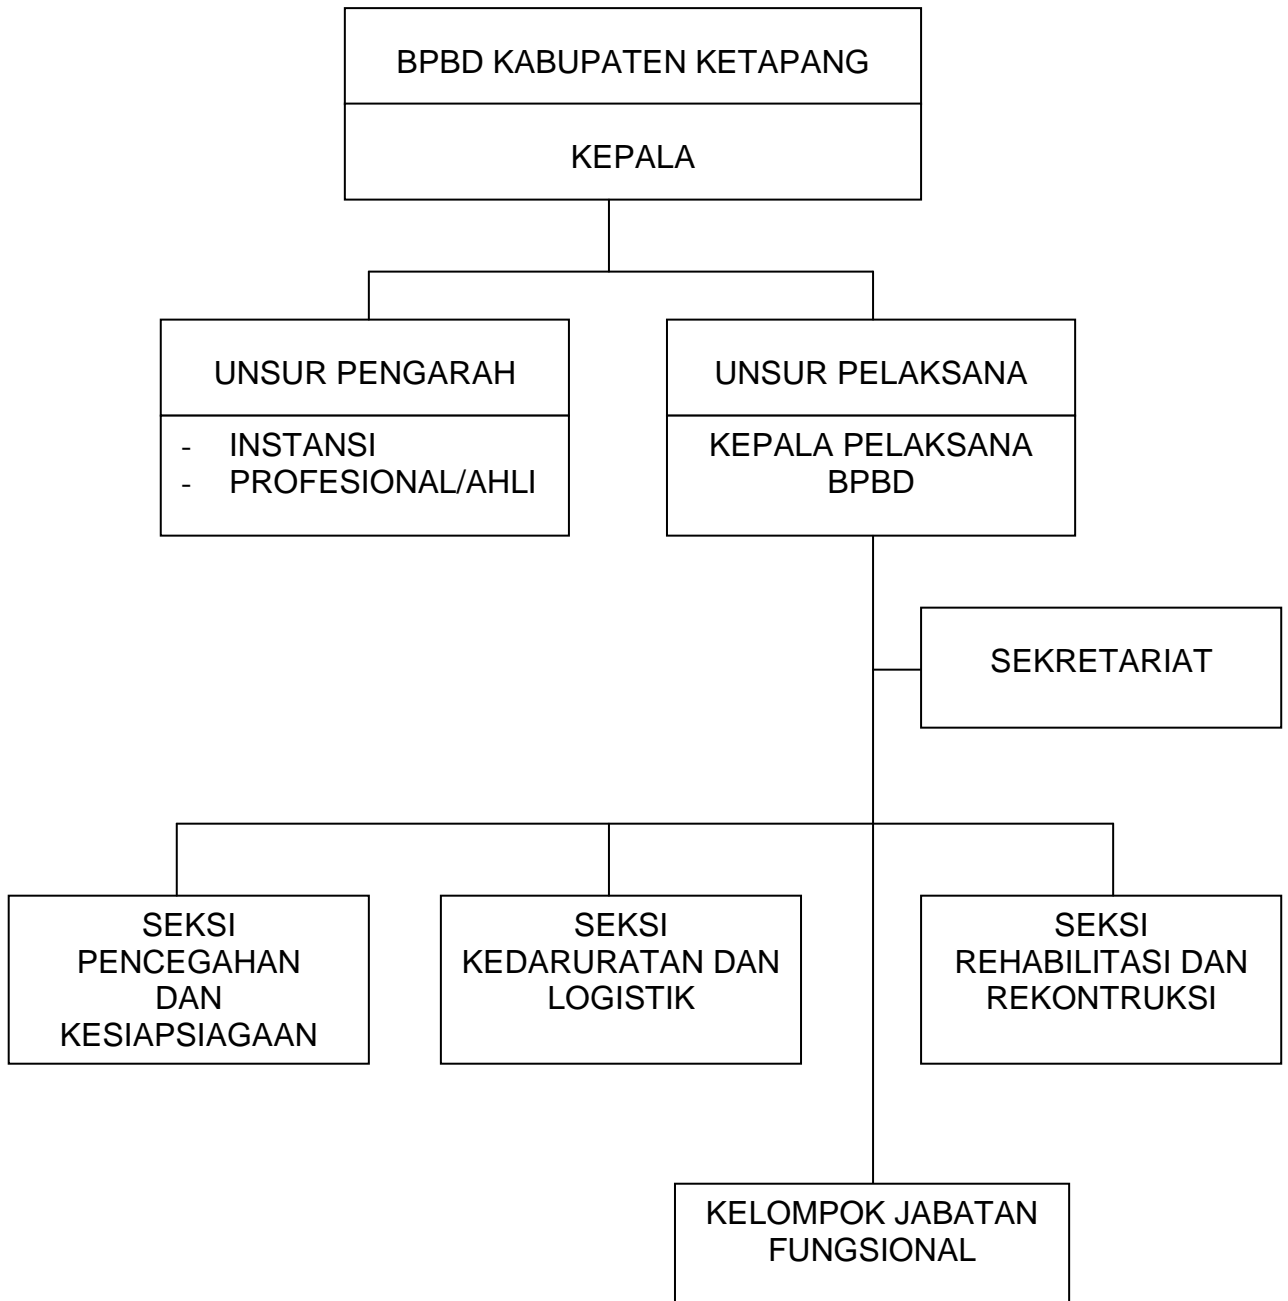 BPBD KABUPATEN KETAPANG
KEPALA
UNSUR PENGARAH
- INSTANSI
- PROFESIONAL/AHLI
UNSUR PELAKSANA
KEPALA PELAKSANA
BPBD
SEKRETARIAT
SEKSI
PENCEGAHAN
DAN
KESIAPSIAGAAN
SEKSI
KEDARURATAN DAN
LOGISTIK
SEKSI
REHABILITASI DAN
REKONTRUKSI
KELOMPOK JABATAN
FUNGSIONAL